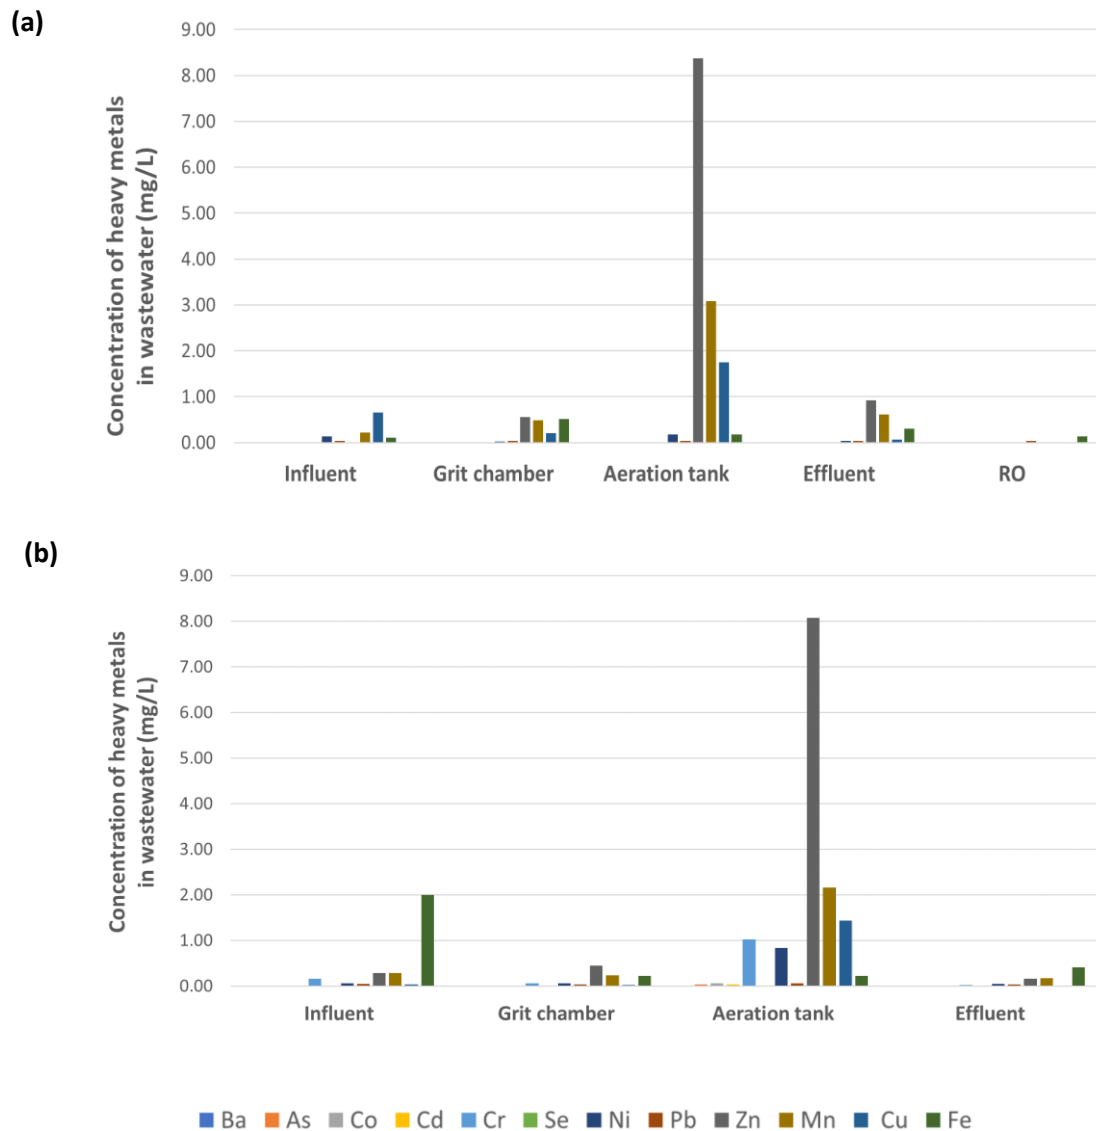 (a)
Concentration of heavy metals
in wastewater (mg/L)
9.00
8.00
7.00
6.00
5.00
4.00
3.00
2.00
1.00
0.00
Influent Grit chamber Aeration tank Effluent RO
(b)
Concentration of heavy metals
in wastewater (mg/L)
9.00
8.00
7.00
6.00
5.00
4.00
3.00
2.00
1.00
0.00
Influent Grit chamber Aeration tank Effluent
Ba As Co Cd Cr Se Ni Pb Zn Mn Cu Fe